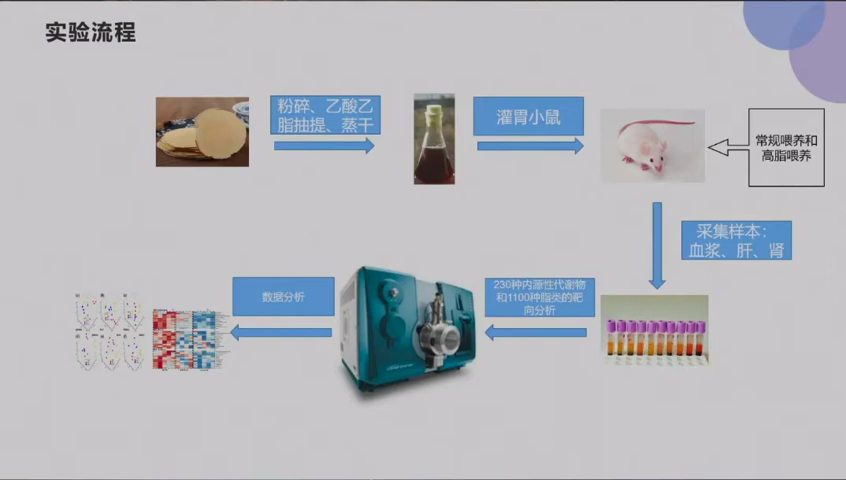 实验流程
粉碎、乙酸乙
脂抽提、蒸干
灌胃小鼠
常规喂养和
高脂喂养
采集样本：
血浆、肝、肾
230种内源性代谢物
和1100种脂类的靶
向分析
数据分析